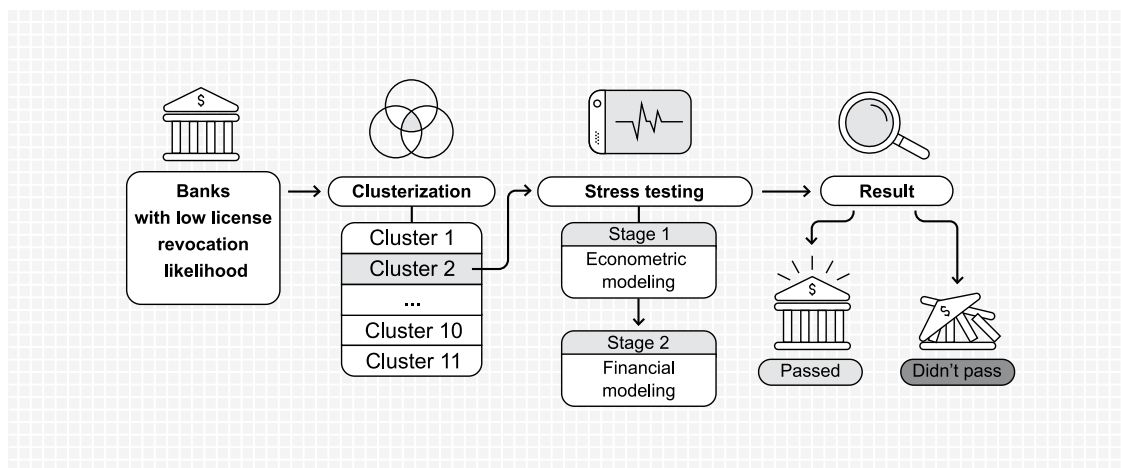 $
Banks
with low license
revocation
likelihood
Clusterization
Cluster 1
Cluster 2
...
Cluster 10
Cluster 11
Stress testing
Stage 1
Econometric
modeling
Stage 2
Financial
modeling
Result
$
Passed
$
Didn't pass